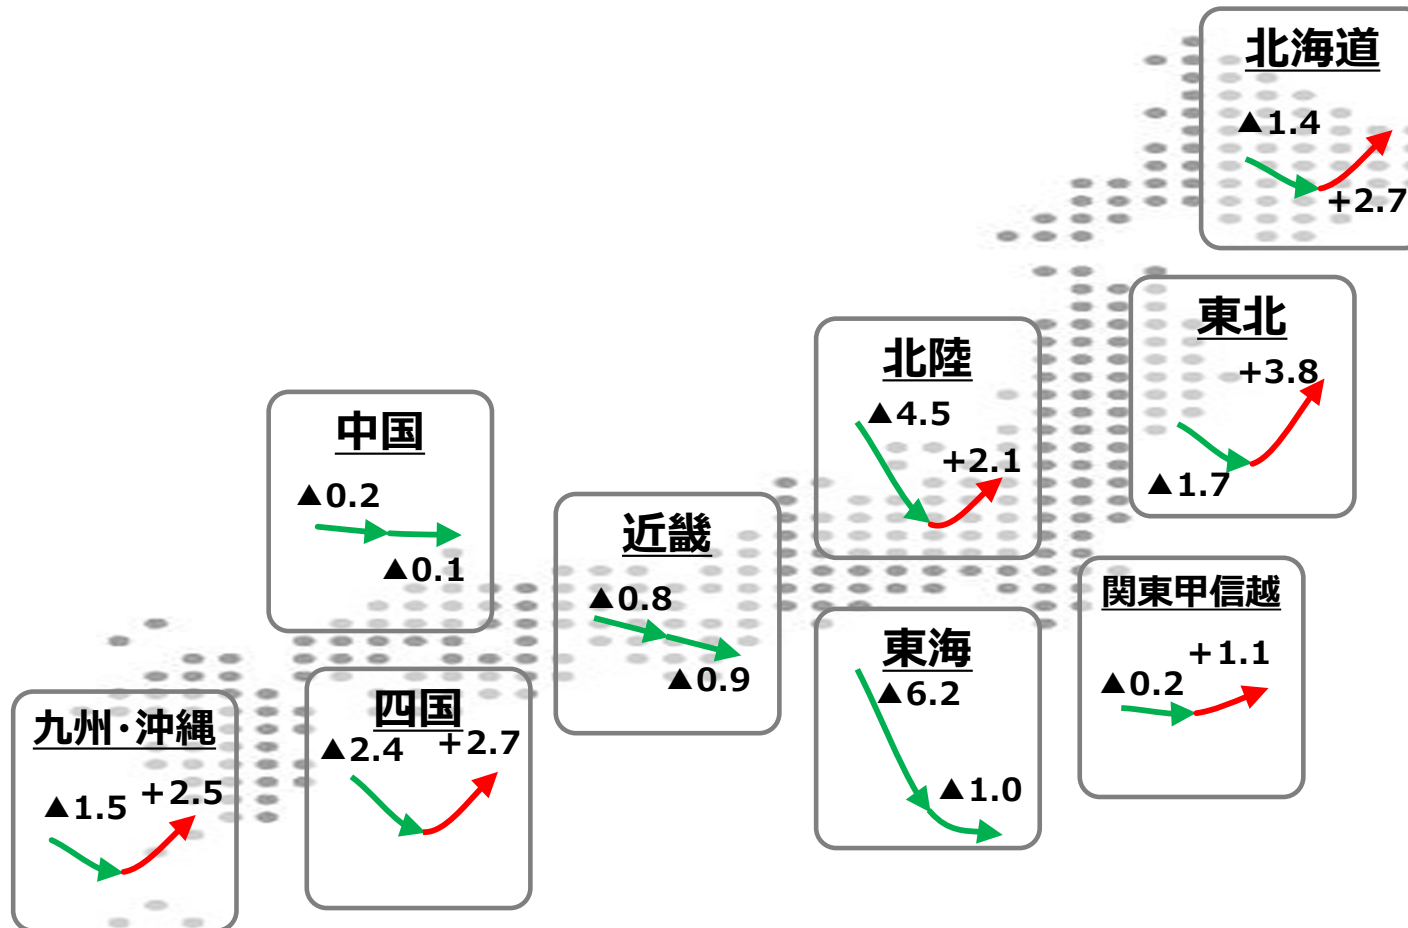 北海道
▲1.4
+2.7
東北
+3.8
▲1.7
北陸
▲4.5
+2.1
中国
▲0.2
▲0.1
近畿
▲0.8
▲0.9
関東甲信越
+1.1
▲0.2
東海
▲6.2
▲1.0
四国
▲2.4 +2.7
九州・沖縄
▲1.5 +2.5